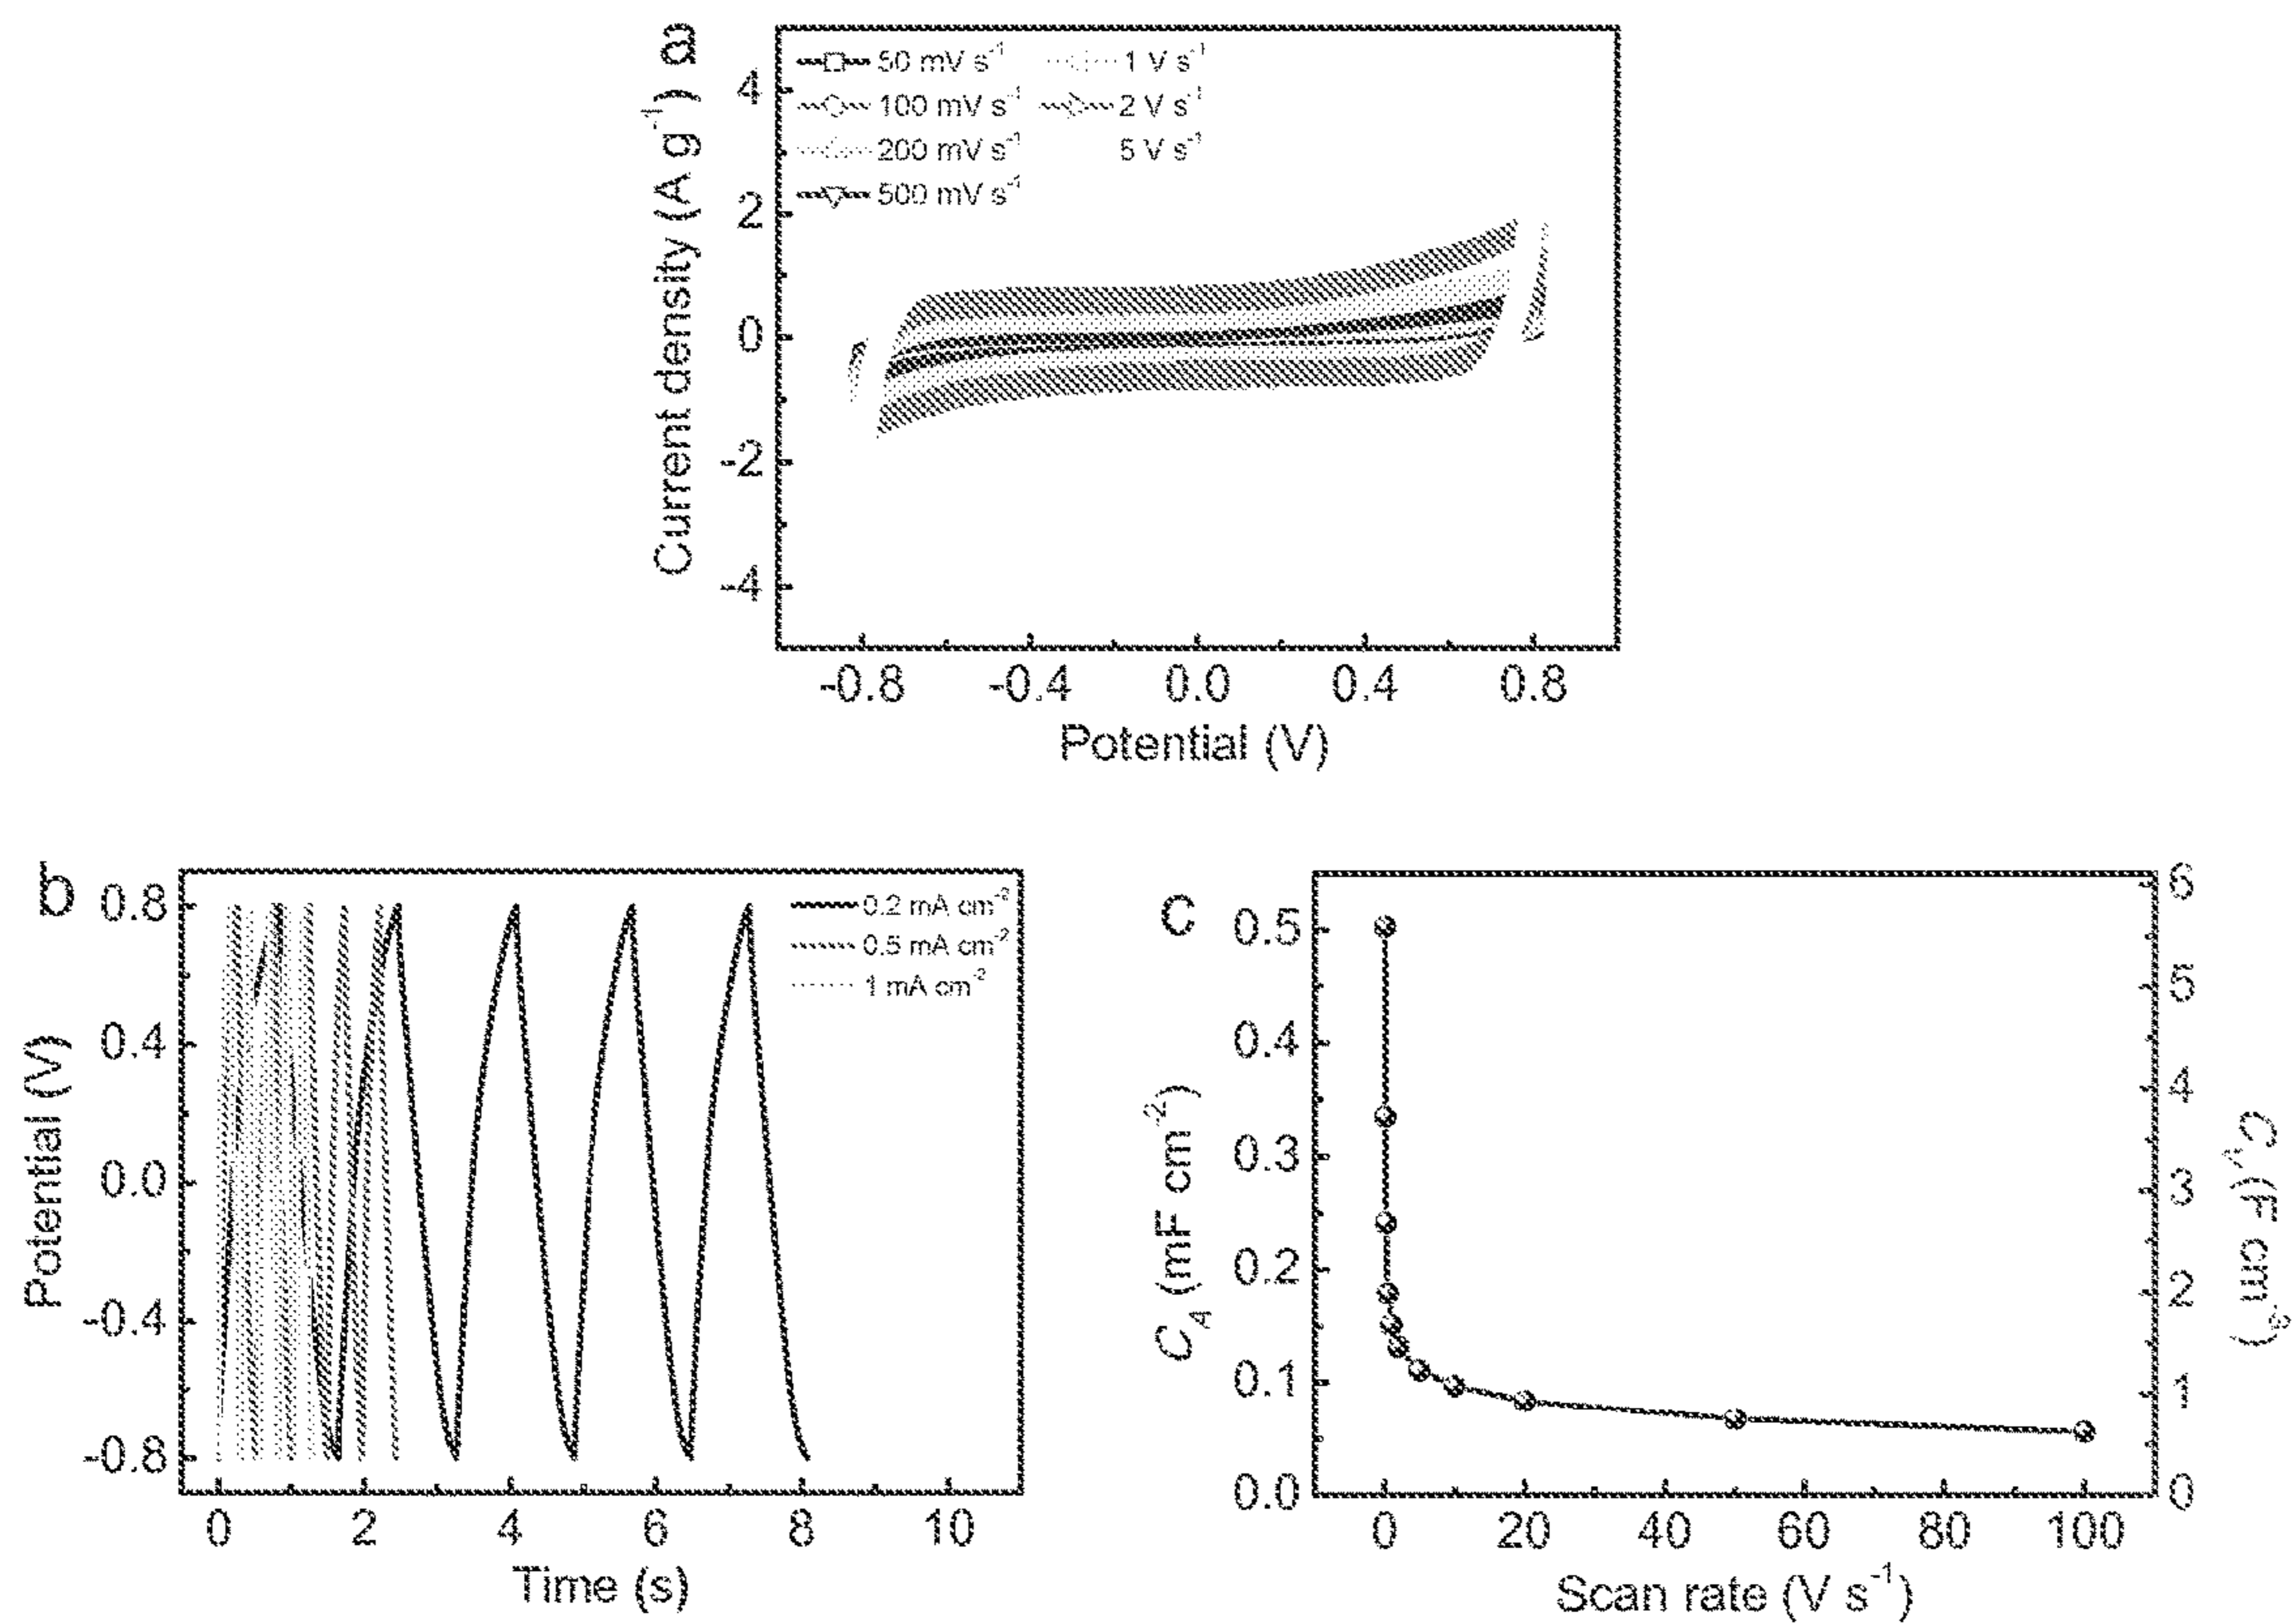 a
50 mV s⁻¹
1 V s⁻¹
100 mV s⁻¹
2 V s⁻¹
200 mV s⁻¹
5 V s⁻¹
500 mV s⁻¹
Current density (A g⁻¹)
4
2
0
-2
-4
-0.8 -0.4 0.0 0.4 0.8
Potential (V)
b
0.2 mA cm⁻²
0.5 mA cm⁻²
1 mA cm⁻²
Potential (V)
0.8
0.4
0.0
-0.4
-0.8
0 2 4 6 8 10
Time (s)
c
C_A (mF cm⁻²)
0.5
0.4
0.3
0.2
0.1
0.0
C_V (F cm⁻³)
6
5
4
3
2
1
0
0 20 40 60 80 100
Scan rate (V s⁻¹)